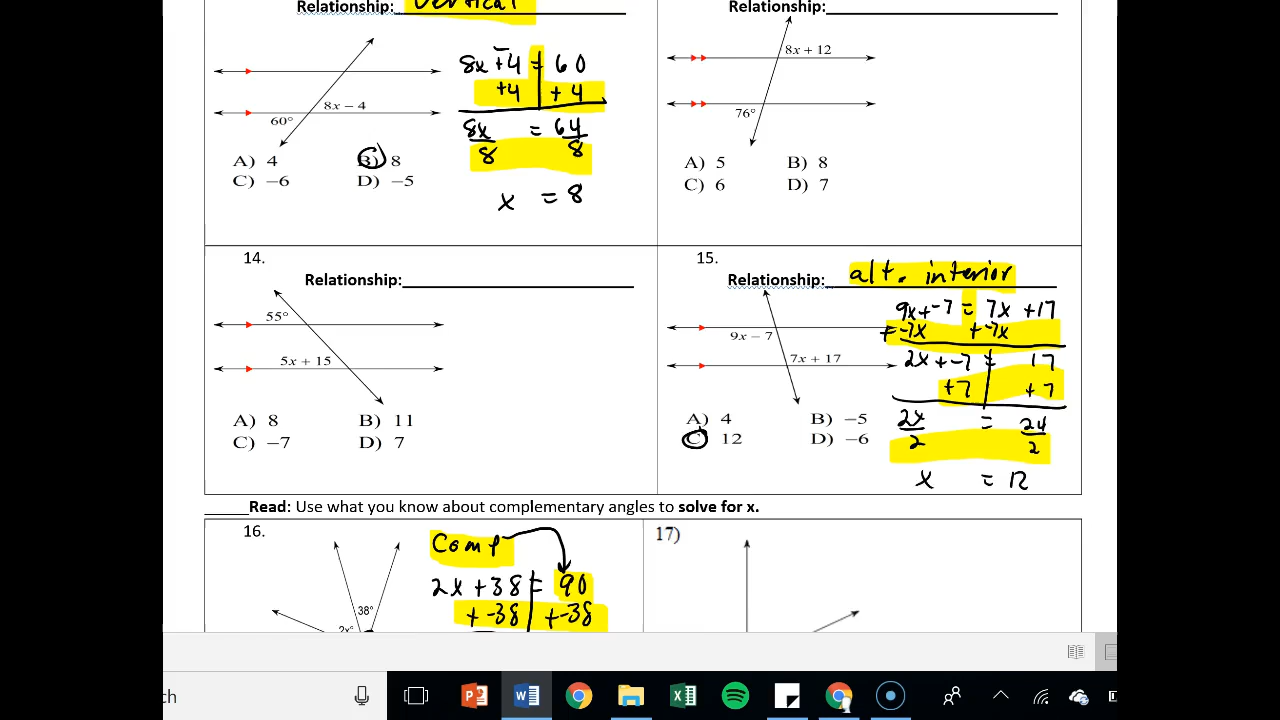 Relationship: vertical
8x + -4 = 60
+4 + 4
8x = 64
8 8
x = 8
8x − 4
60°
A) 4 B) 8
C) −6 D) −5
Relationship:
8x + 12
76°
A) 5 B) 8
C) 6 D) 7
14.
Relationship:
55°
5x + 15
A) 8 B) 11
C) −7 D) 7
15.
Relationship: alt. interior
9x + -7 = 7x + 17
+ -7x + -7x
2x + -7 = 17
+7 +7
2x = 24
2 2
x = 12
9x − 7
7x + 17
A) 4 B) −5
C) 12 D) −6
Read: Use what you know about complementary angles to solve for x.
16.
Comp
2x + 38 = 90
+ -38 + -38
38°
2x°
17)
ch